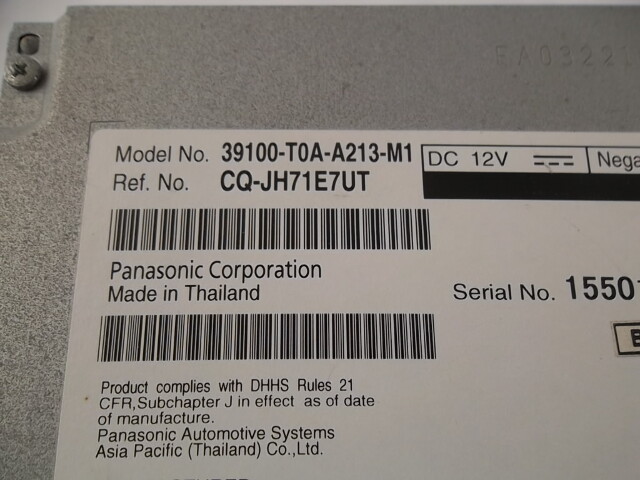 Model No. 39100-T0A-A213-M1 DC 12V
Ref. No. CQ-JH71E7UT
Panasonic Corporation
Made in Thailand
Serial No.
Product complies with DHHS Rules 21
CFR,Subchapter J in effect as of date
of manufacture.
Panasonic Automotive Systems
Asia Pacific (Thailand) Co.,Ltd.